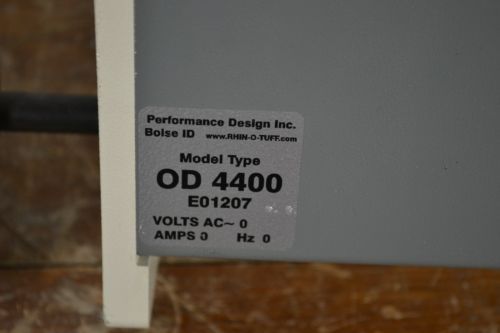 Performance Design Inc.
Boise ID www.RHIN-O-TUFF.com
Model Type
OD 4400
E01207
VOLTS AC~ 0
AMPS 0 Hz 0